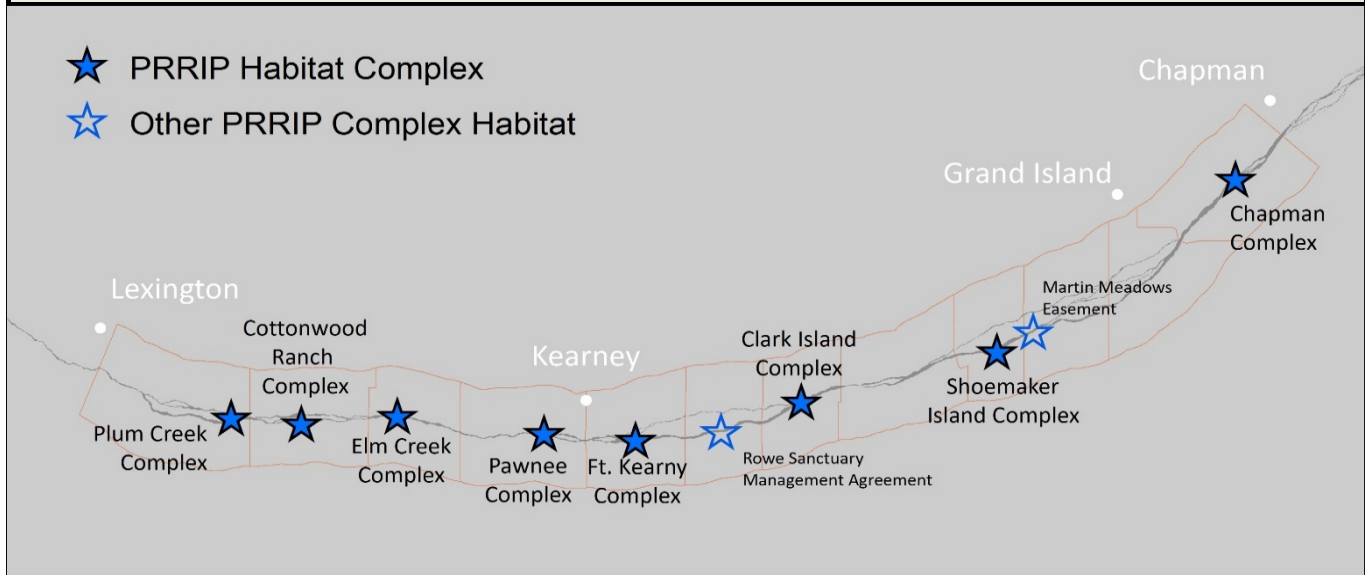 PRRIP Habitat Complex
Other PRRIP Complex Habitat
Chapman
Grand Island
Chapman
Complex
Lexington
Cottonwood
Ranch
Complex
Kearney
Martin Meadows
Easement
Clark Island
Complex
Shoemaker
Island Complex
Plum Creek
Complex
Elm Creek
Complex
Pawnee
Complex
Ft. Kearny
Complex
Rowe Sanctuary
Management Agreement